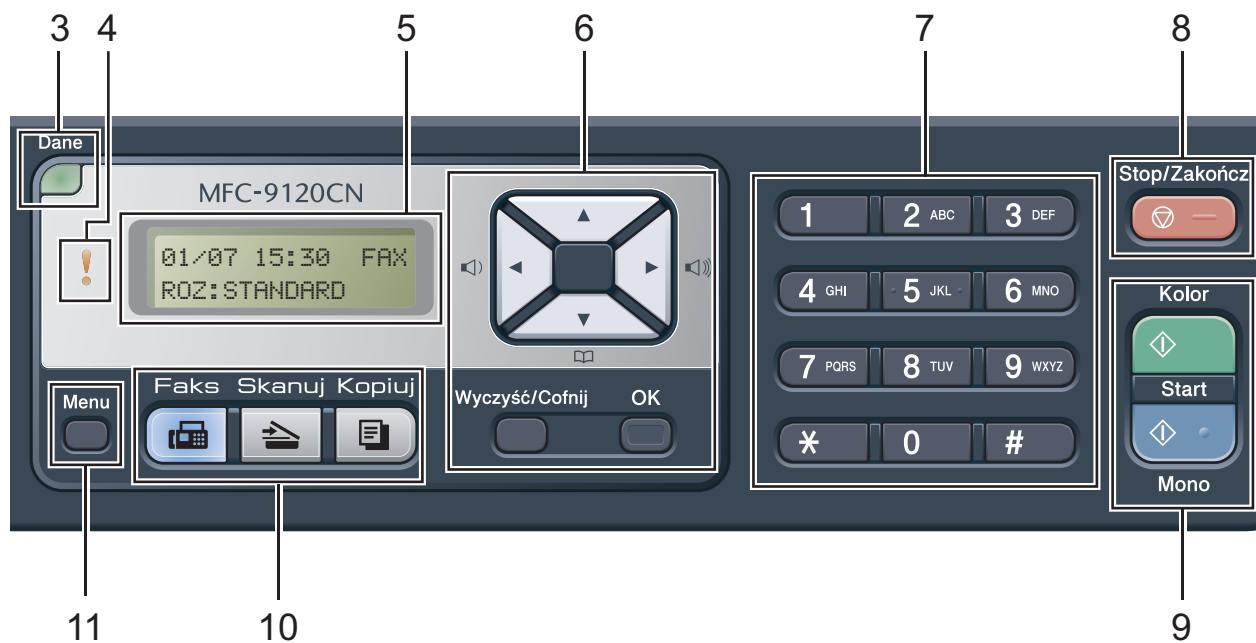 3 4 5 6 7 8
Dane
MFC-9120CN
01/07 15:30 FAX
ROZ:STANDARD
Menu
Faks Skanuj Kopiuj
Wyczyść/Cofnij OK
1 2 ABC 3 DEF
4 GHI 5 JKL 6 MNO
7 PQRS 8 TUV 9 WXYZ
* 0 #
Stop/Zakończ
Kolor
Start
Mono
11 10 9